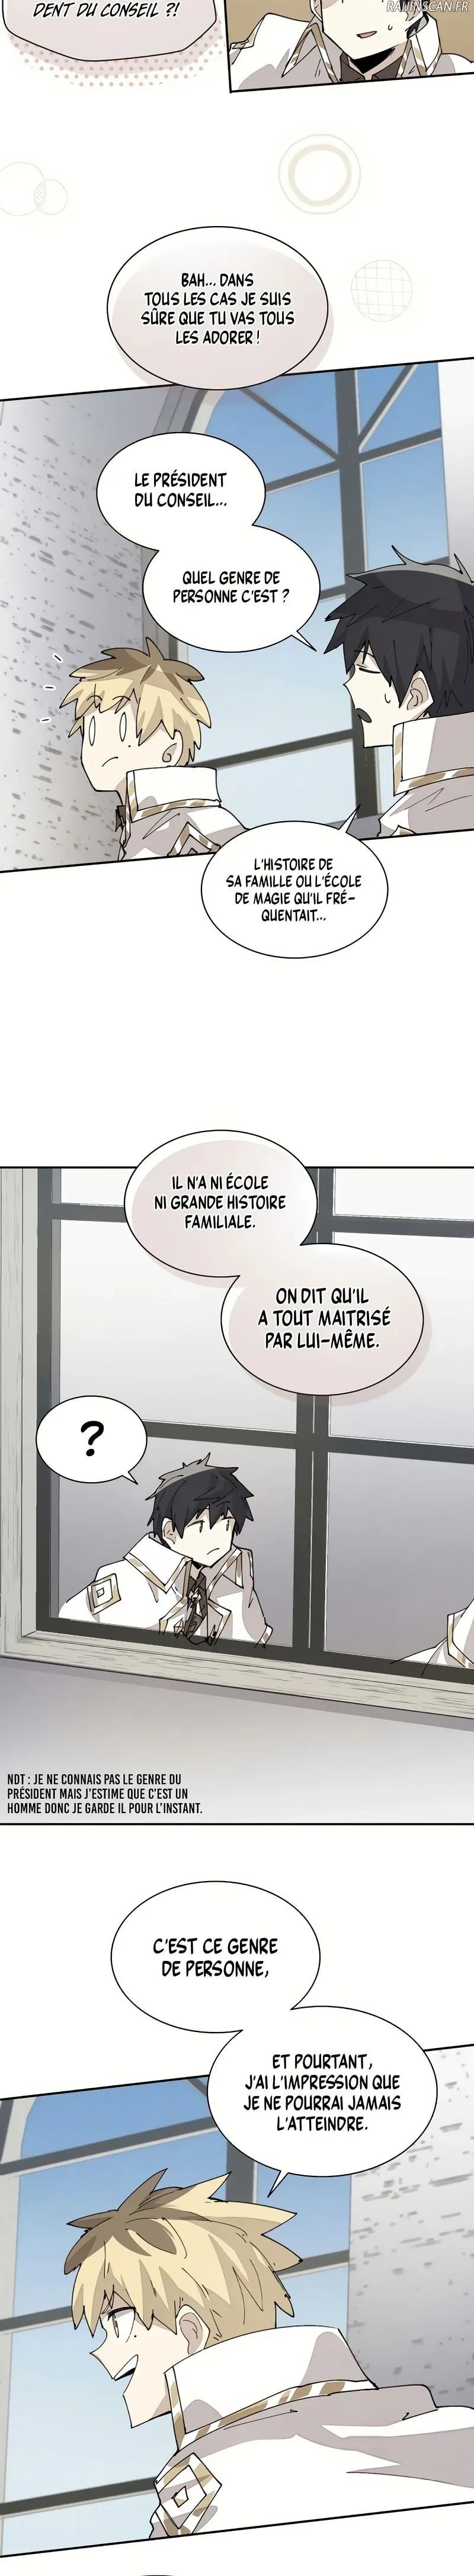 DENT DU CONSEIL ?!
RAIJINSCAN.FR
BAH... DANS
TOUS LES CAS JE SUIS
SÛRE QUE TU VAS TOUS
LES ADORER !
LE PRÉSIDENT
DU CONSEIL...
QUEL GENRE DE
PERSONNE C'EST ?
L'HISTOIRE DE
SA FAMILLE OU L'ÉCOLE
DE MAGIE QU'IL FRÉ-
QUENTAIT...
IL N'A NI ÉCOLE
NI GRANDE HISTOIRE
FAMILIALE.
ON DIT QU'IL
A TOUT MAITRISÉ
PAR LUI-MÊME.
?
NDT : JE NE CONNAIS PAS LE GENRE DU
PRÉSIDENT MAIS J'ESTIME QUE C'EST UN
HOMME DONC JE GARDE IL POUR L'INSTANT.
C'EST CE GENRE
DE PERSONNE,
ET POURTANT,
J'AI L'IMPRESSION QUE
JE NE POURRAI JAMAIS
L'ATTEINDRE.